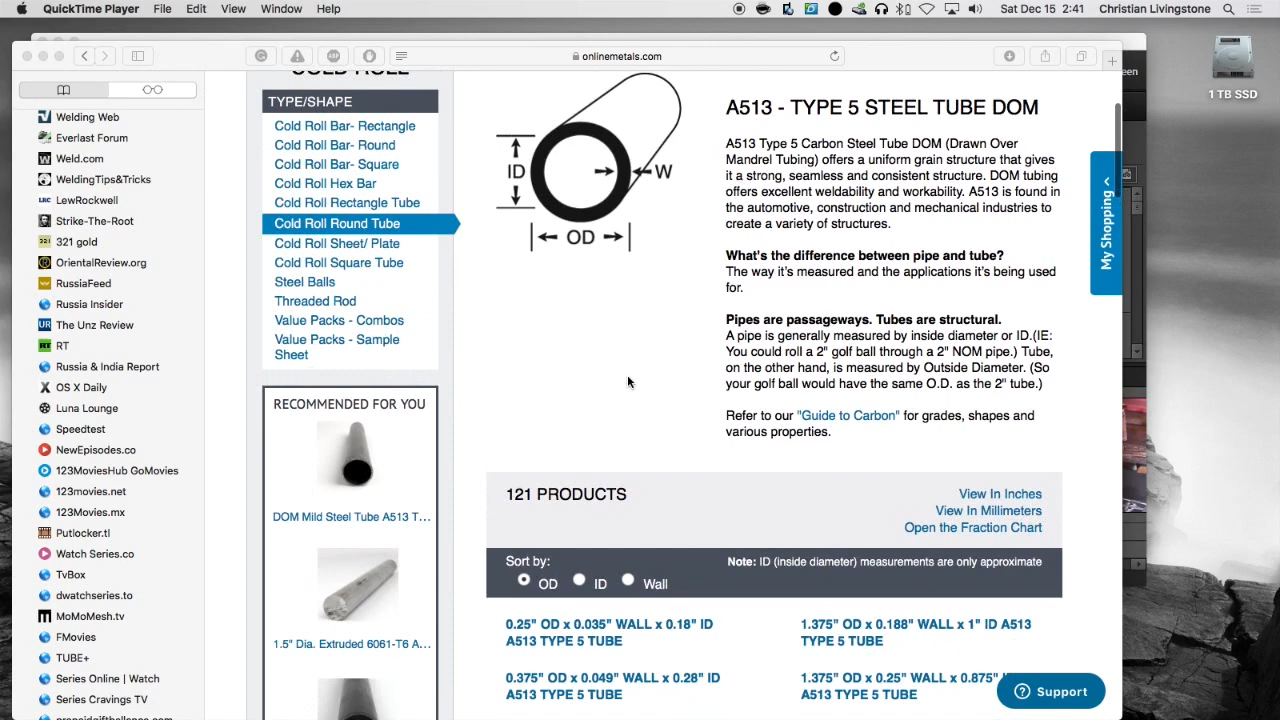 QuickTime Player File Edit View Window Help
Sat Dec 15 2:41 Christian Livingstone
onlinemetals.com
1 TB SSD
Welding Web
Everlast Forum
Weld.com
WeldingTips&Tricks
LRC LewRockwell
Strike-The-Root
321 321 gold
OrientalReview.org
RussiaFeed
Russia Insider
UR The Unz Review
RT RT
Russia & India Report
OS X Daily
Luna Lounge
Speedtest
NewEpisodes.co
123MoviesHub GoMovies
123movies.net
123Movies.mx
Putlocker.tl
Watch Series.co
TvBox
dwatchseries.to
MoMoMesh.tv
FMovies
TUBE+
Series Online | Watch
Series Cravings TV
COLD ROLL
TYPE/SHAPE
Cold Roll Bar- Rectangle
Cold Roll Bar- Round
Cold Roll Bar- Square
Cold Roll Hex Bar
Cold Roll Rectangle Tube
Cold Roll Round Tube
Cold Roll Sheet/ Plate
Cold Roll Square Tube
Steel Balls
Threaded Rod
Value Packs - Combos
Value Packs - Sample
Sheet
RECOMMENDED FOR YOU
DOM Mild Steel Tube A513 T...
1.5" Dia. Extruded 6061-T6 A...
ID
W
OD
A513 - TYPE 5 STEEL TUBE DOM
A513 Type 5 Carbon Steel Tube DOM (Drawn Over
Mandrel Tubing) offers a uniform grain structure that gives
it a strong, seamless and consistent structure. DOM tubing
offers excellent weldability and workability. A513 is found in
the automotive, construction and mechanical industries to
create a variety of structures.
What's the difference between pipe and tube?
The way it's measured and the applications it's being used
for.
Pipes are passageways. Tubes are structural.
A pipe is generally measured by inside diameter or ID.(IE:
You could roll a 2" golf ball through a 2" NOM pipe.) Tube,
on the other hand, is measured by Outside Diameter. (So
your golf ball would have the same O.D. as the 2" tube.)
Refer to our "Guide to Carbon" for grades, shapes and
various properties.
My Shopping
121 PRODUCTS
View In Inches
View In Millimeters
Open the Fraction Chart
Sort by:
OD ID Wall
Note: ID (inside diameter) measurements are only approximate
0.25" OD x 0.035" WALL x 0.18" ID
A513 TYPE 5 TUBE
1.375" OD x 0.188" WALL x 1" ID A513
TYPE 5 TUBE
0.375" OD x 0.049" WALL x 0.28" ID
A513 TYPE 5 TUBE
1.375" OD x 0.25" WALL x 0.875"
A513 TYPE 5 TUBE
Support